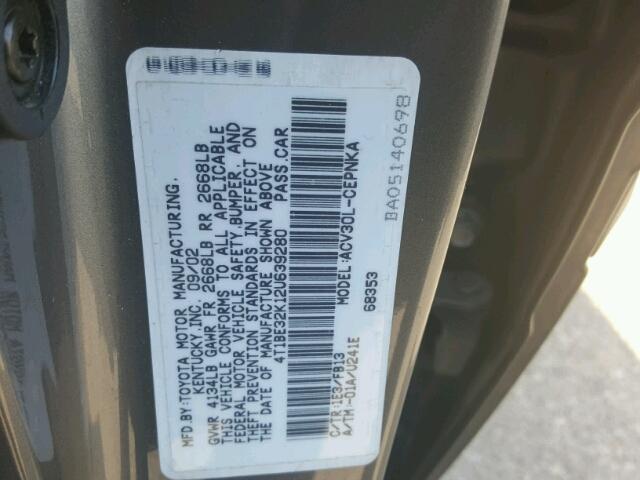 MFD.BY:TOYOTA MOTOR MANUFACTURING.
KENTUCKY,INC. 09/02
GVWR 4134LB GAWR FR 2668LB RR 2668LB
THIS VEHICLE CONFORMS TO ALL APPLICABLE
FEDERAL MOTOR VEHICLE SAFETY,BUMPER, AND
THEFT PREVENTION STANDARDS IN EFFECT ON
THE DATE OF MANUFACTURE SHOWN ABOVE
4T1BE32K12U639280 PASS.CAR
C/TR:1E3/FB13 MODEL:ACV30L-CEPNKA
A/TM-01A/U241E 68353
BA05140698